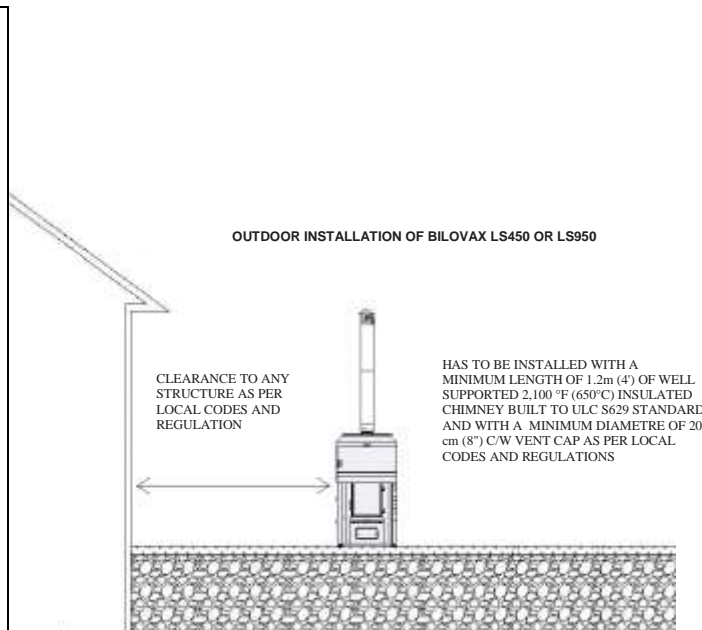 OUTDOOR INSTALLATION OF BILOVAX LS450 OR LS950
CLEARANCE TO ANY
STRUCTURE AS PER
LOCAL CODES AND
REGULATION
HAS TO BE INSTALLED WITH A
MINIMUM LENGTH OF 1.2m (4') OF WELL
SUPPORTED 2,100 °F (650°C) INSULATED
CHIMNEY BUILT TO ULC S629 STANDARD
AND WITH A MINIMUM DIAMETRE OF 20
cm (8") C/W VENT CAP AS PER LOCAL
CODES AND REGULATIONS